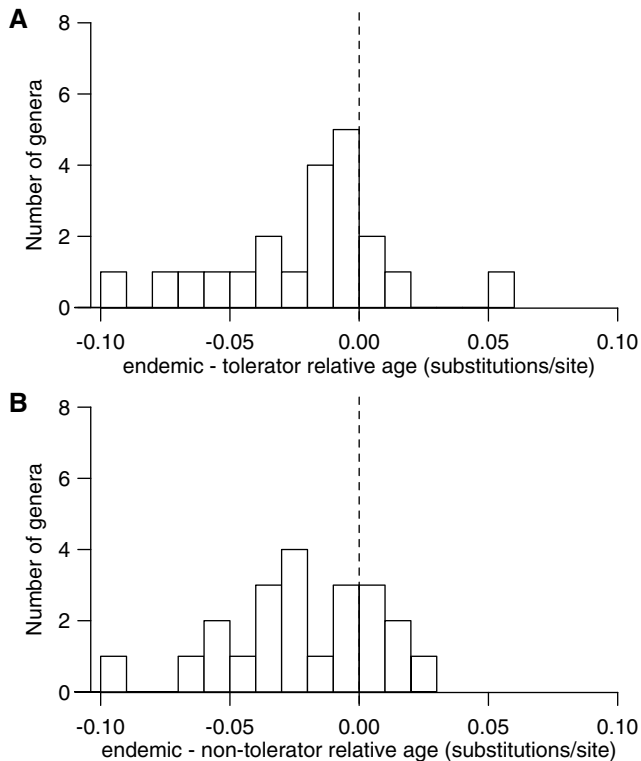 A
Number of genera
8
6
4
2
0
-0.10 -0.05 0.00 0.05 0.10
endemic - tolerator relative age (substitutions/site)
B
Number of genera
8
6
4
2
0
-0.10 -0.05 0.00 0.05 0.10
endemic - non-tolerator relative age (substitutions/site)